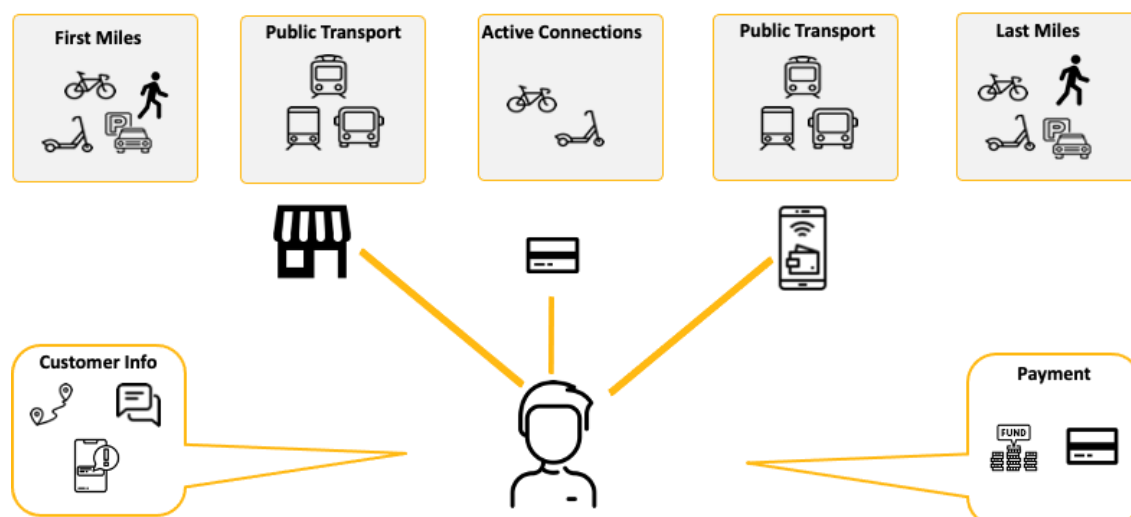 First Miles
Public Transport
Active Connections
Public Transport
Last Miles
P
P
Customer Info
Payment
FUND